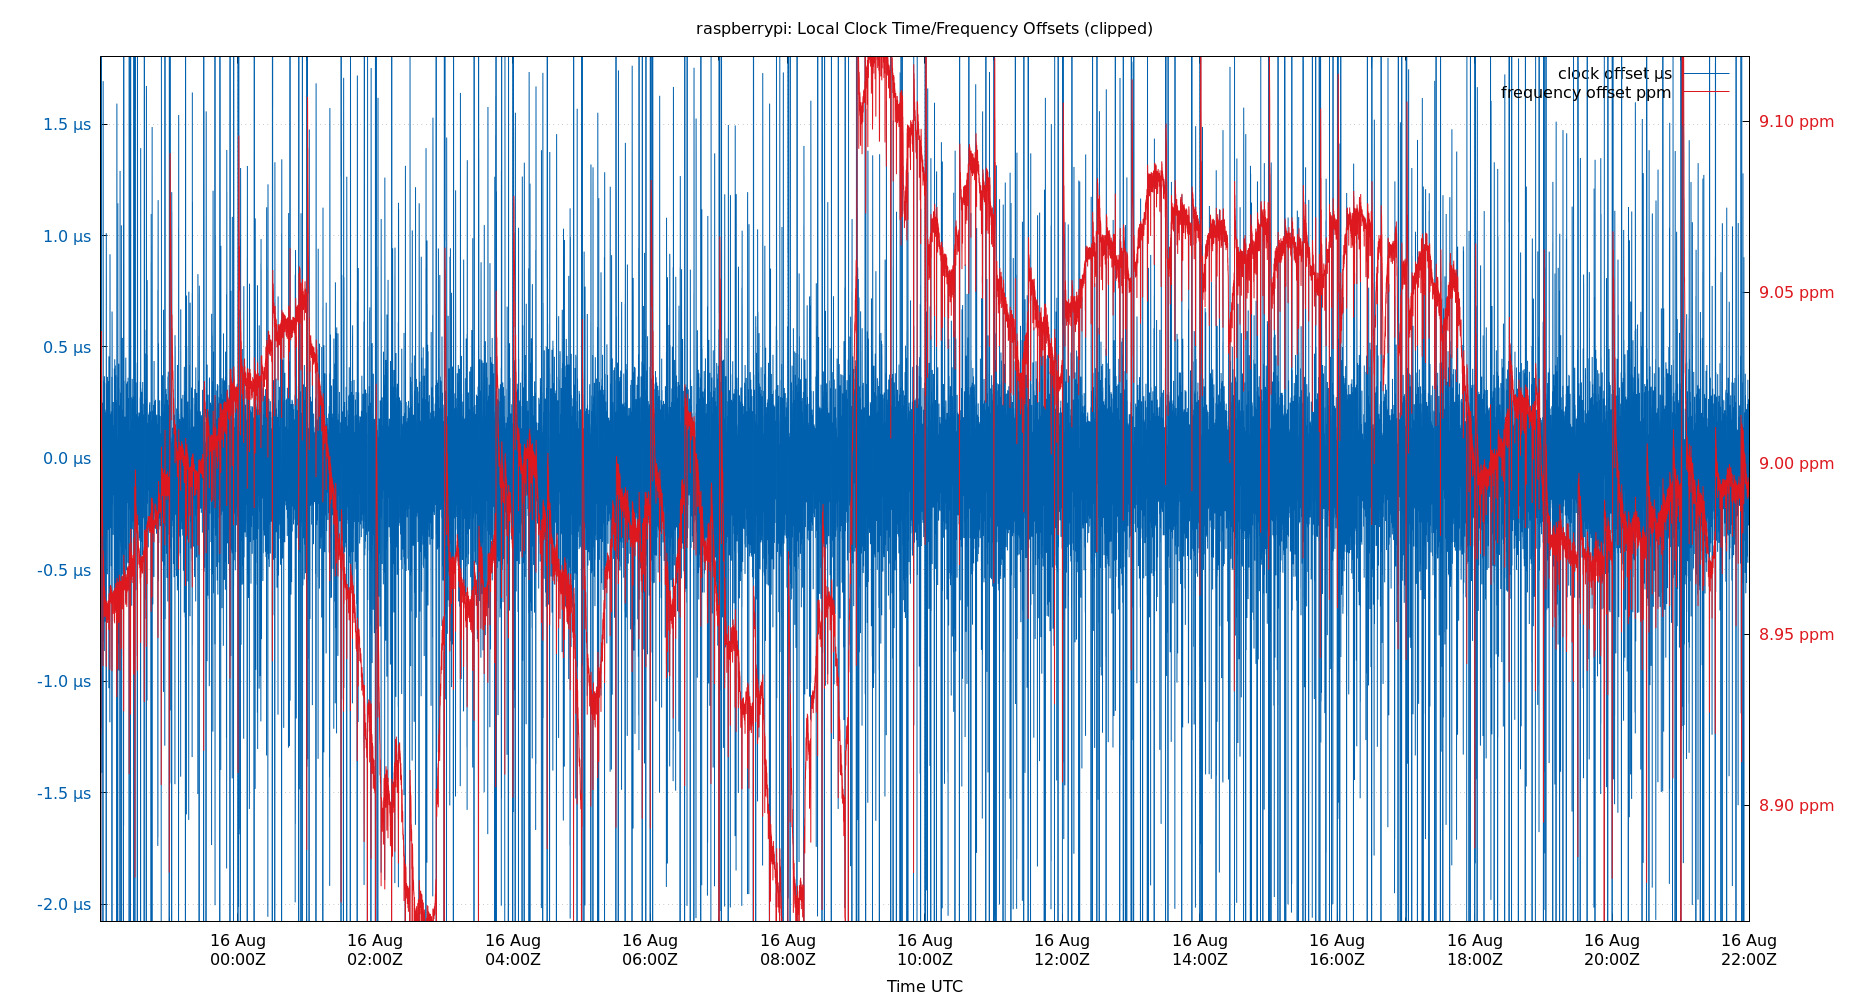 raspberrypi: Local Clock Time/Frequency Offsets (clipped)
clock offset µs
frequency offset ppm
1.5 µs
1.0 µs
0.5 µs
0.0 µs
-0.5 µs
-1.0 µs
-1.5 µs
-2.0 µs
9.10 ppm
9.05 ppm
9.00 ppm
8.95 ppm
8.90 ppm
16 Aug 16 Aug 16 Aug 16 Aug 16 Aug 16 Aug 16 Aug 16 Aug 16 Aug 16 Aug 16 Aug 16 Aug
00:00Z 02:00Z 04:00Z 06:00Z 08:00Z 10:00Z 12:00Z 14:00Z 16:00Z 18:00Z 20:00Z 22:00Z
Time UTC